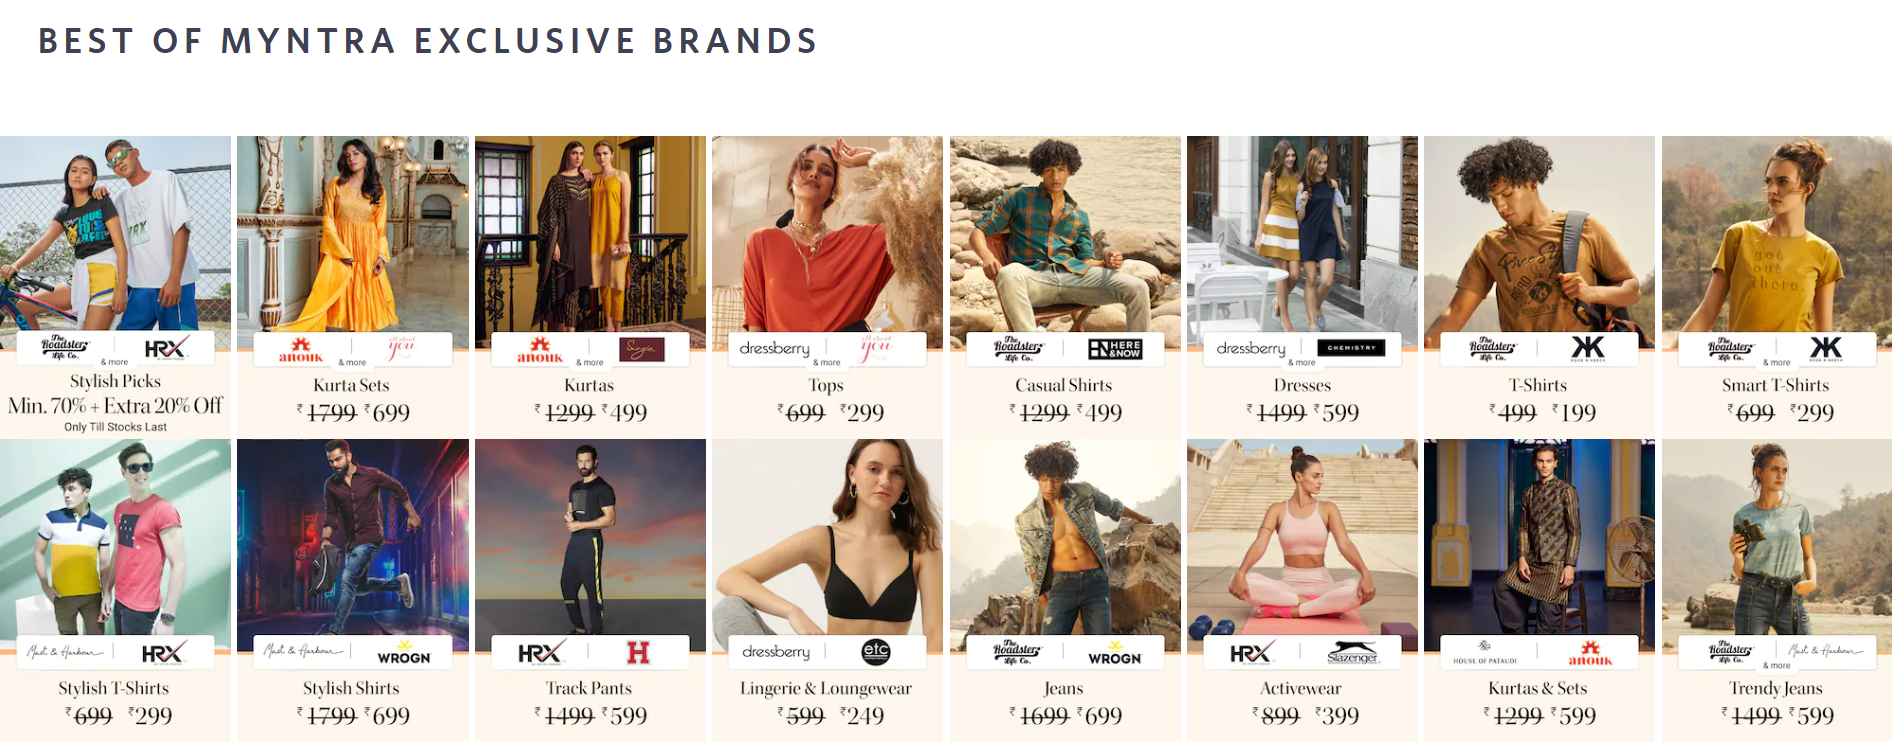 BEST OF MYNTRA EXCLUSIVE BRANDS
The Roadster Life Co. HRX
& more
Stylish Picks
Min. 70% + Extra 20% Off
Only Till Stocks Last
anouk all about you
& more
Kurta Sets
₹1799 ₹699
anouk Sangria
& more
Kurtas
₹1299 ₹499
dressberry all about you
& more
Tops
₹699 ₹299
The Roadster Life Co. HERE &NOW
Casual Shirts
₹1299 ₹499
dressberry CHEMISTRY
& more
Dresses
₹1499 ₹599
The Roadster Life Co. HOOK N BEECH
T-Shirts
₹499 ₹199
got
out
there.
The Roadster Life Co.
& more
Smart T-Shirts
₹699 ₹299
Mast & Harbour HRX
Stylish T-Shirts
₹699 ₹299
Mast & Harbour WROGN
Stylish Shirts
₹1799 ₹699
HRX H
Track Pants
₹1499 ₹599
dressberry etc
Lingerie & Loungewear
₹599 ₹249
The Roadster Life Co. WROGN
Jeans
₹1699 ₹699
HRX Slazenger
Activewear
₹899 ₹399
HOUSE OF PATAUDI anouk
Kurtas & Sets
₹1299 ₹599
The Roadster Life Co. Mast & Harbour
& more
Trendy Jeans
₹1499 ₹599